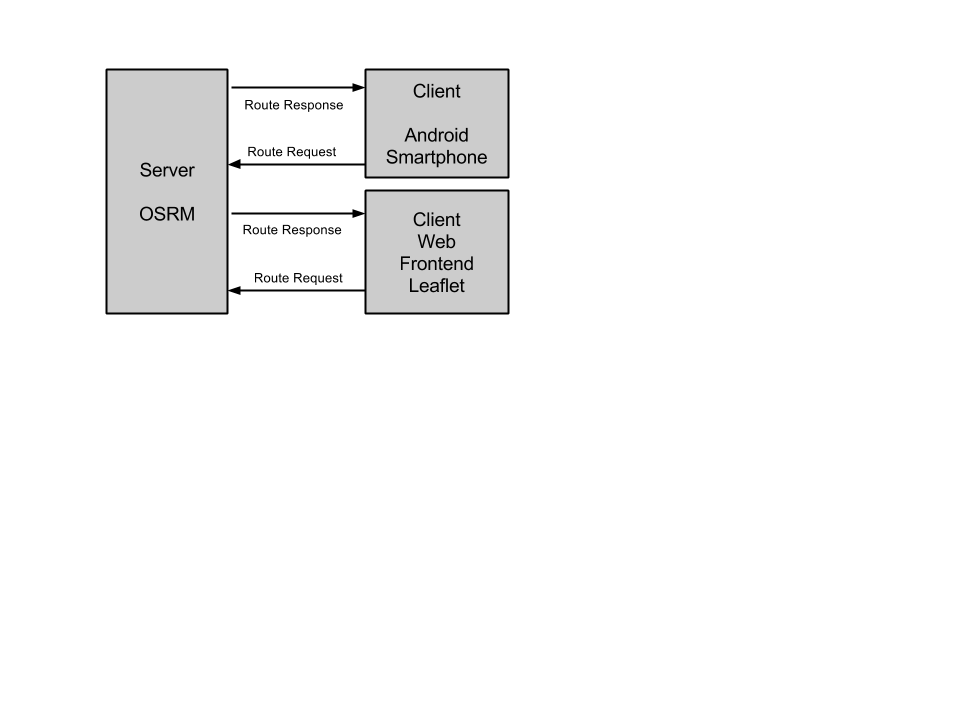 Server
OSRM
Route Response
Route Request
Route Response
Route Request
Client
Android
Smartphone
Client
Web
Frontend
Leaflet